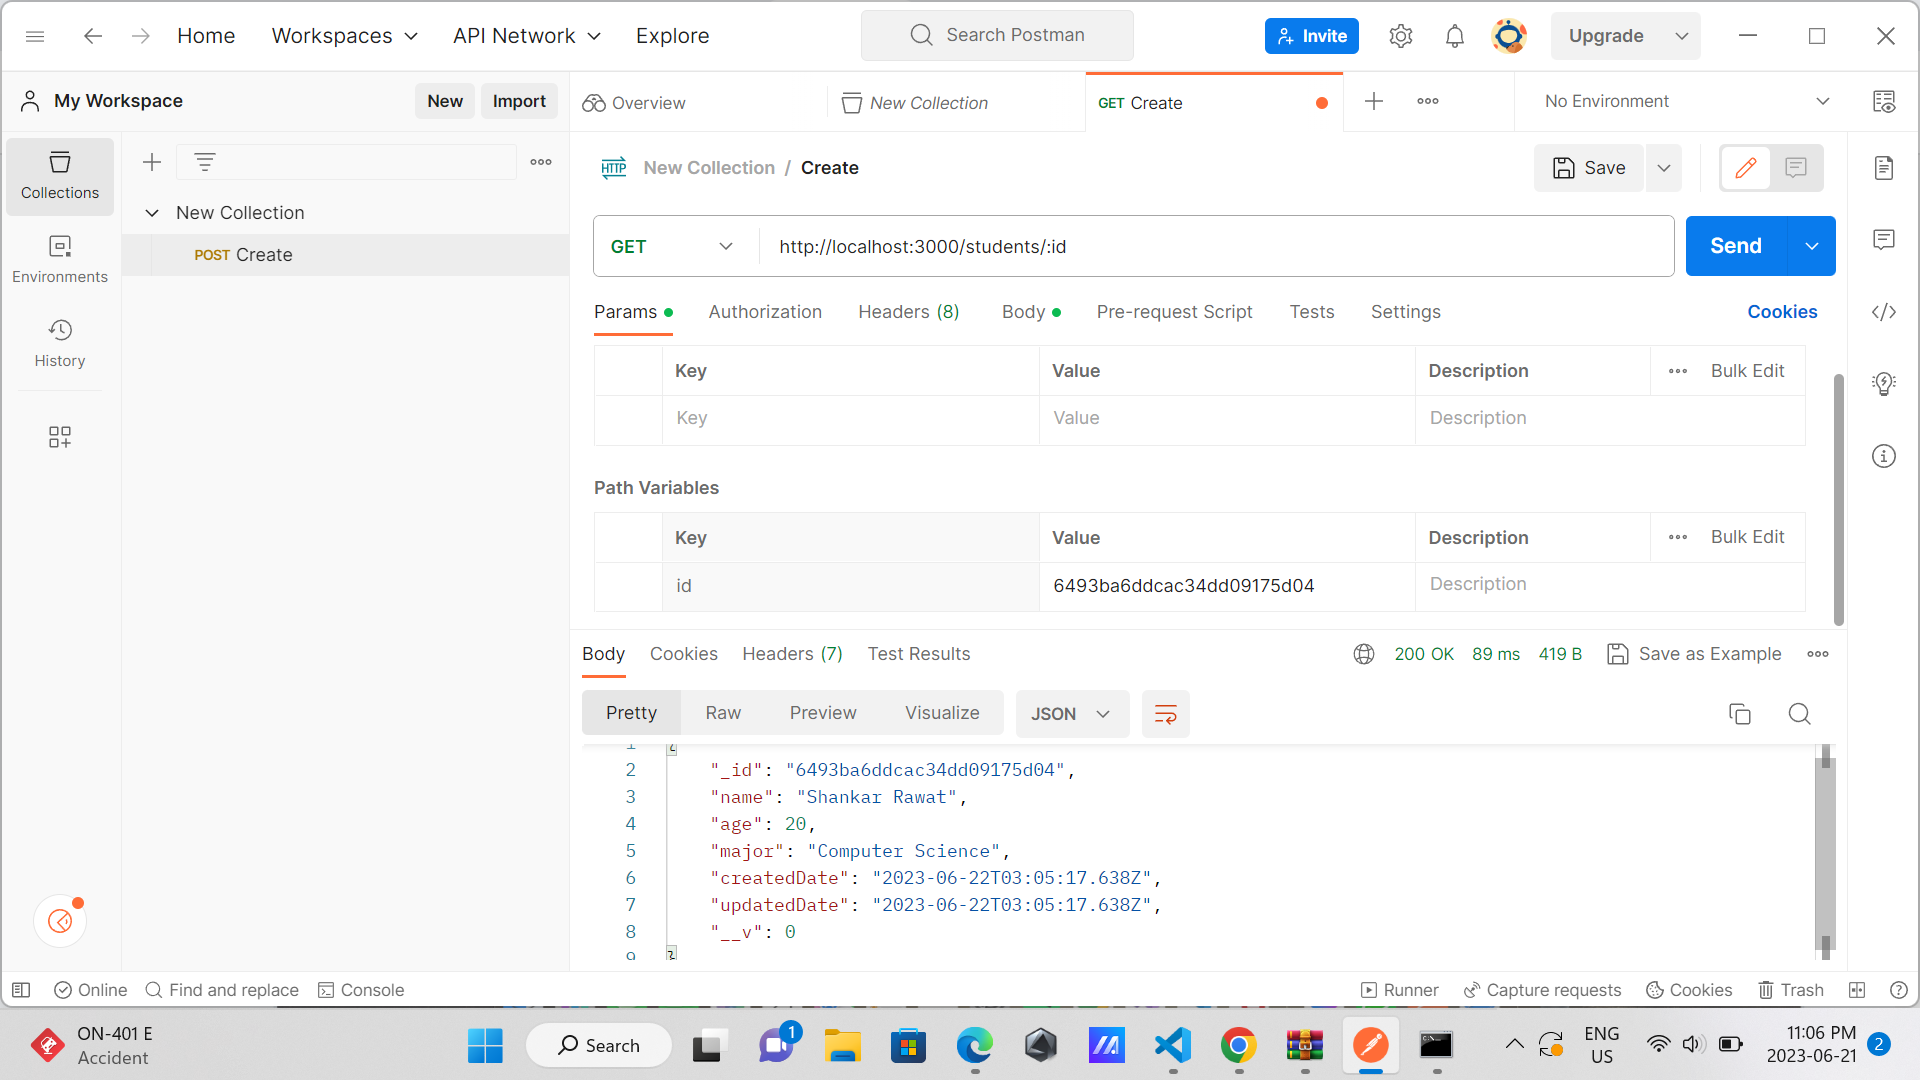 Home
Workspaces
API Network
Explore
Search Postman
Invite
Upgrade
My Workspace
New
Import
Overview
New Collection
GET Create
No Environment
Collections
New Collection
POST Create
Environments
History
HTTP New Collection / Create
Save
GET
http://localhost:3000/students/:id
Send
Params
Authorization
Headers (8)
Body
Pre-request Script
Tests
Settings
Cookies
Key Value Description Bulk Edit
Key Value Description
Path Variables
Key Value Description Bulk Edit
id 6493ba6ddcac34dd09175d04 Description
Body
Cookies
Headers (7)
Test Results
200 OK 89 ms 419 B
Save as Example
Pretty
Raw
Preview
Visualize
JSON
1 {
2 "_id": "6493ba6ddcac34dd09175d04",
3 "name": "Shankar Rawat",
4 "age": 20,
5 "major": "Computer Science",
6 "createdDate": "2023-06-22T03:05:17.638Z",
7 "updatedDate": "2023-06-22T03:05:17.638Z",
8 "__v": 0
9 }
Online
Find and replace
Console
Runner
Capture requests
Cookies
Trash
ON-401 E
Accident
Search
1
ENG
US
11:06 PM
2023-06-21
2